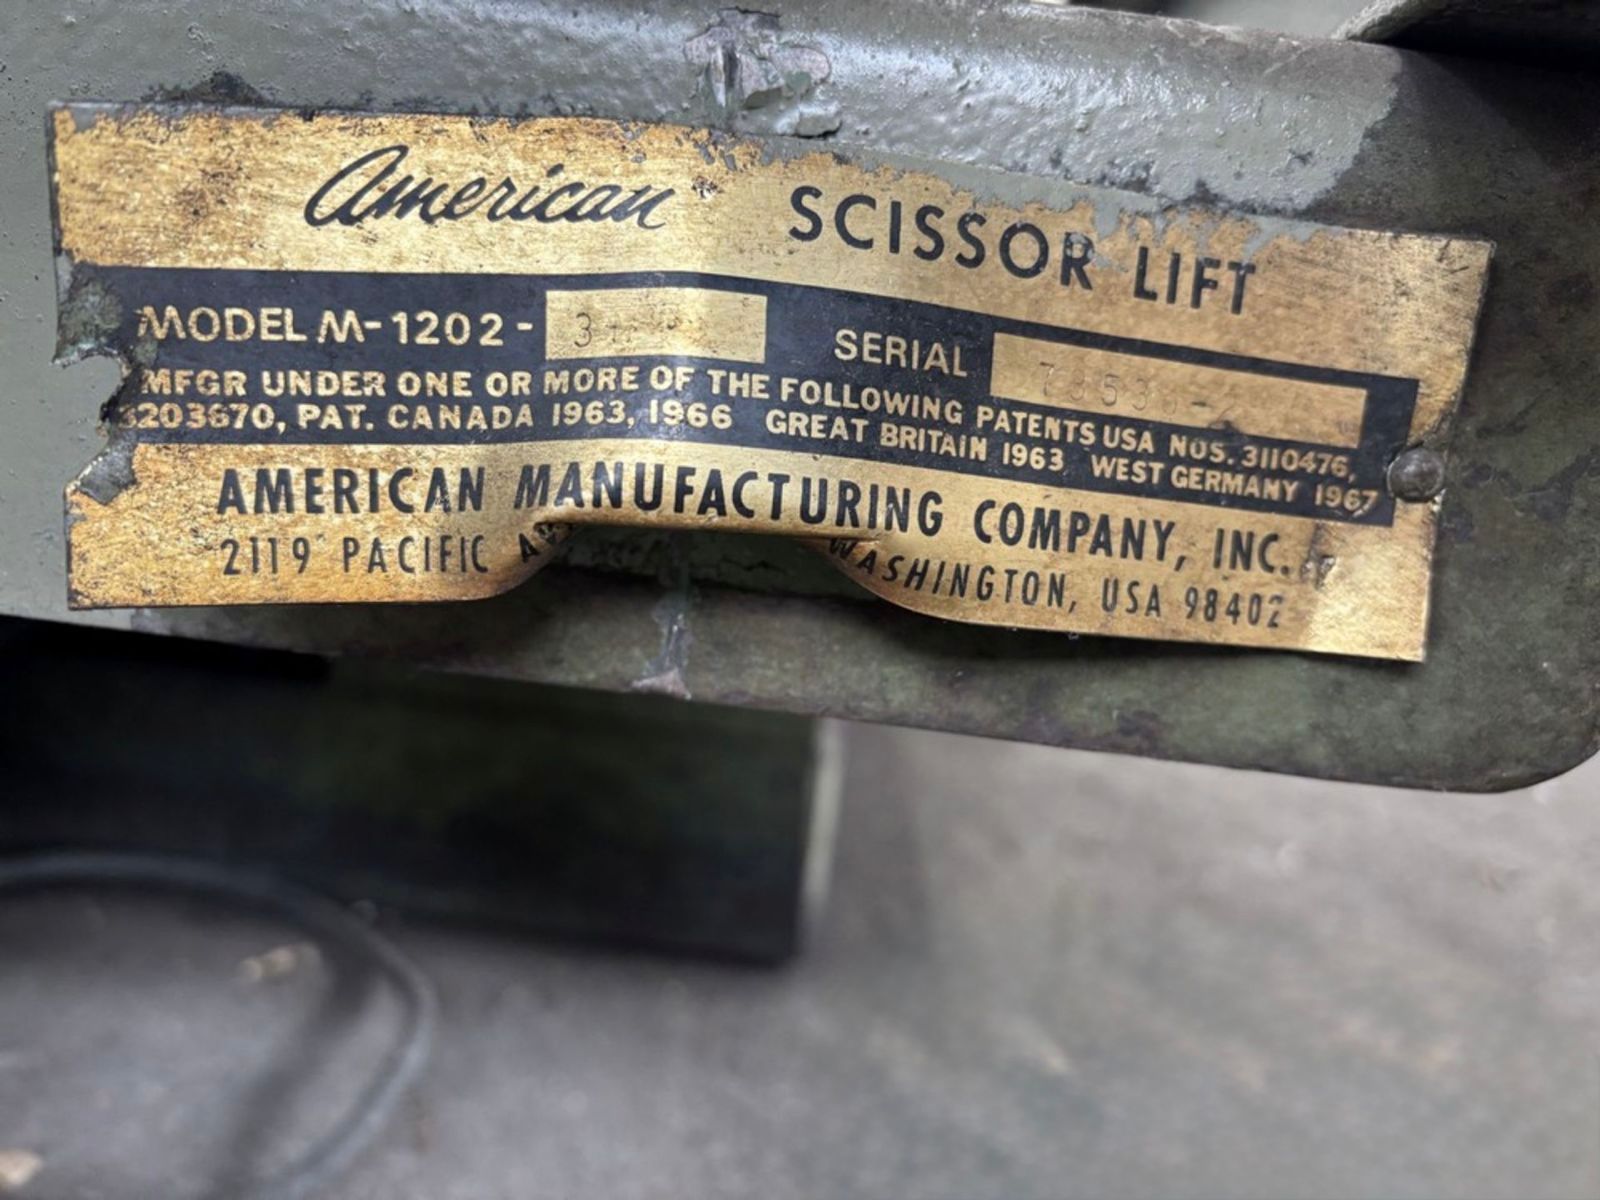 American SCISSOR LIFT
MODEL M-1202-
SERIAL
MFGR UNDER ONE OR MORE OF THE FOLLOWING PATENTS USA NOS. 3110476,
3203670, PAT. CANADA 1963, 1966 GREAT BRITAIN 1963 WEST GERMANY 1967
AMERICAN MANUFACTURING COMPANY, INC.
2119 PACIFIC WASHINGTON, USA 98402